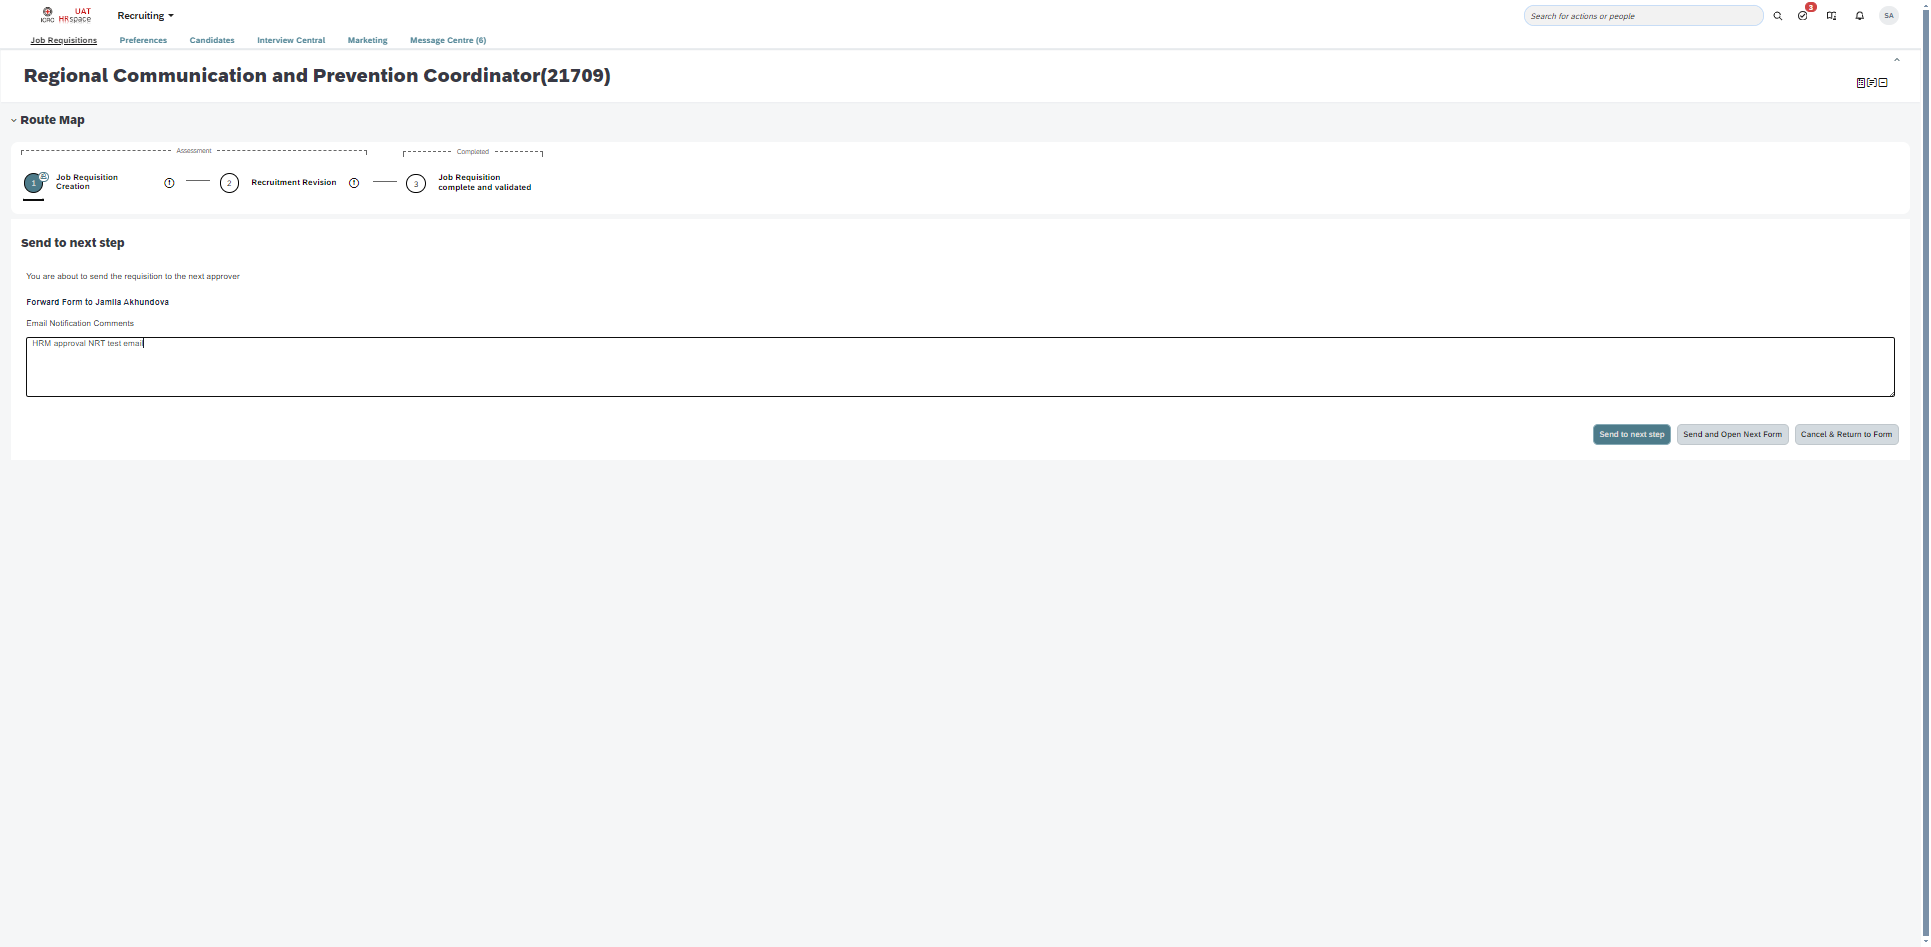 ICRC
UAT
HRspace
Recruiting
Search for actions or people
3
SA
Job Requisitions
Preferences
Candidates
Interview Central
Marketing
Message Centre (6)
Regional Communication and Prevention Coordinator(21709)
Route Map
Assessment
Completed
1
Job Requisition
Creation
2
Recruitment Revision
3
Job Requisition
complete and validated
Send to next step
You are about to send the requisition to the next approver
Forward Form to Jamila Akhundova
Email Notification Comments
HRM approval NRT test email
Send to next step
Send and Open Next Form
Cancel & Return to Form